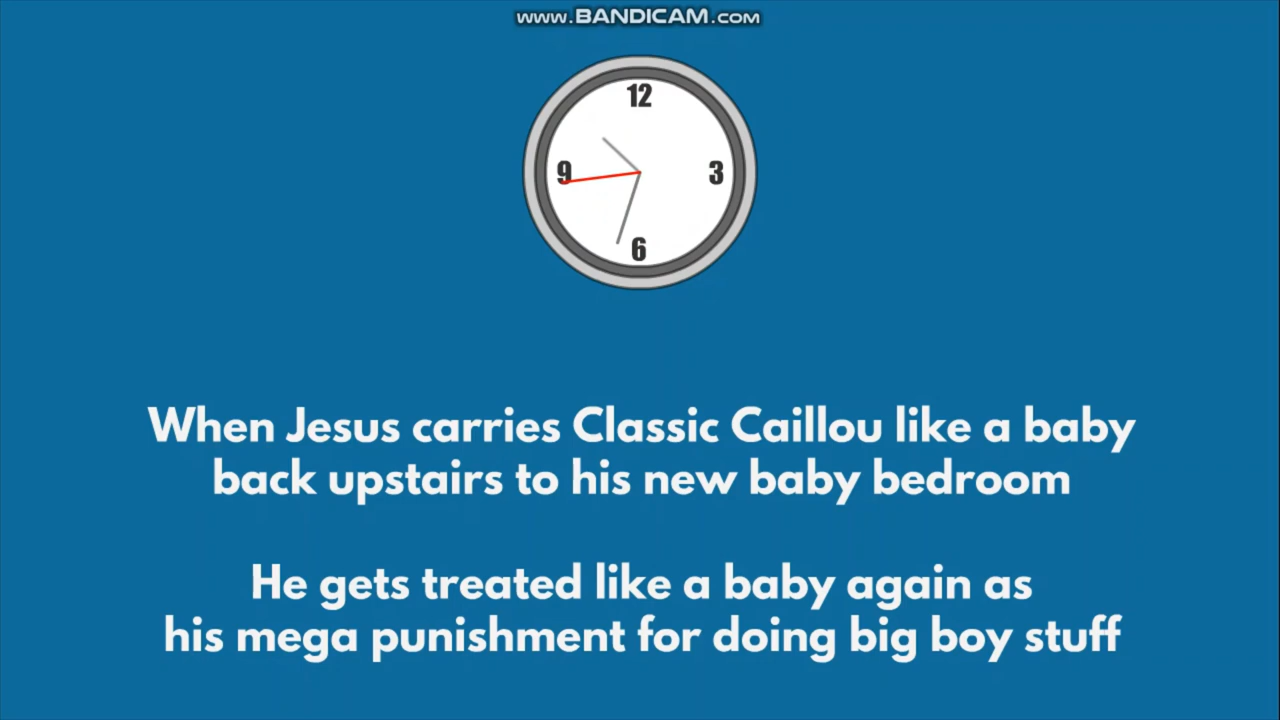 www.BANDICAM.com
12
9
3
6
When Jesus carries Classic Caillou like a baby
back upstairs to his new baby bedroom
He gets treated like a baby again as
his mega punishment for doing big boy stuff